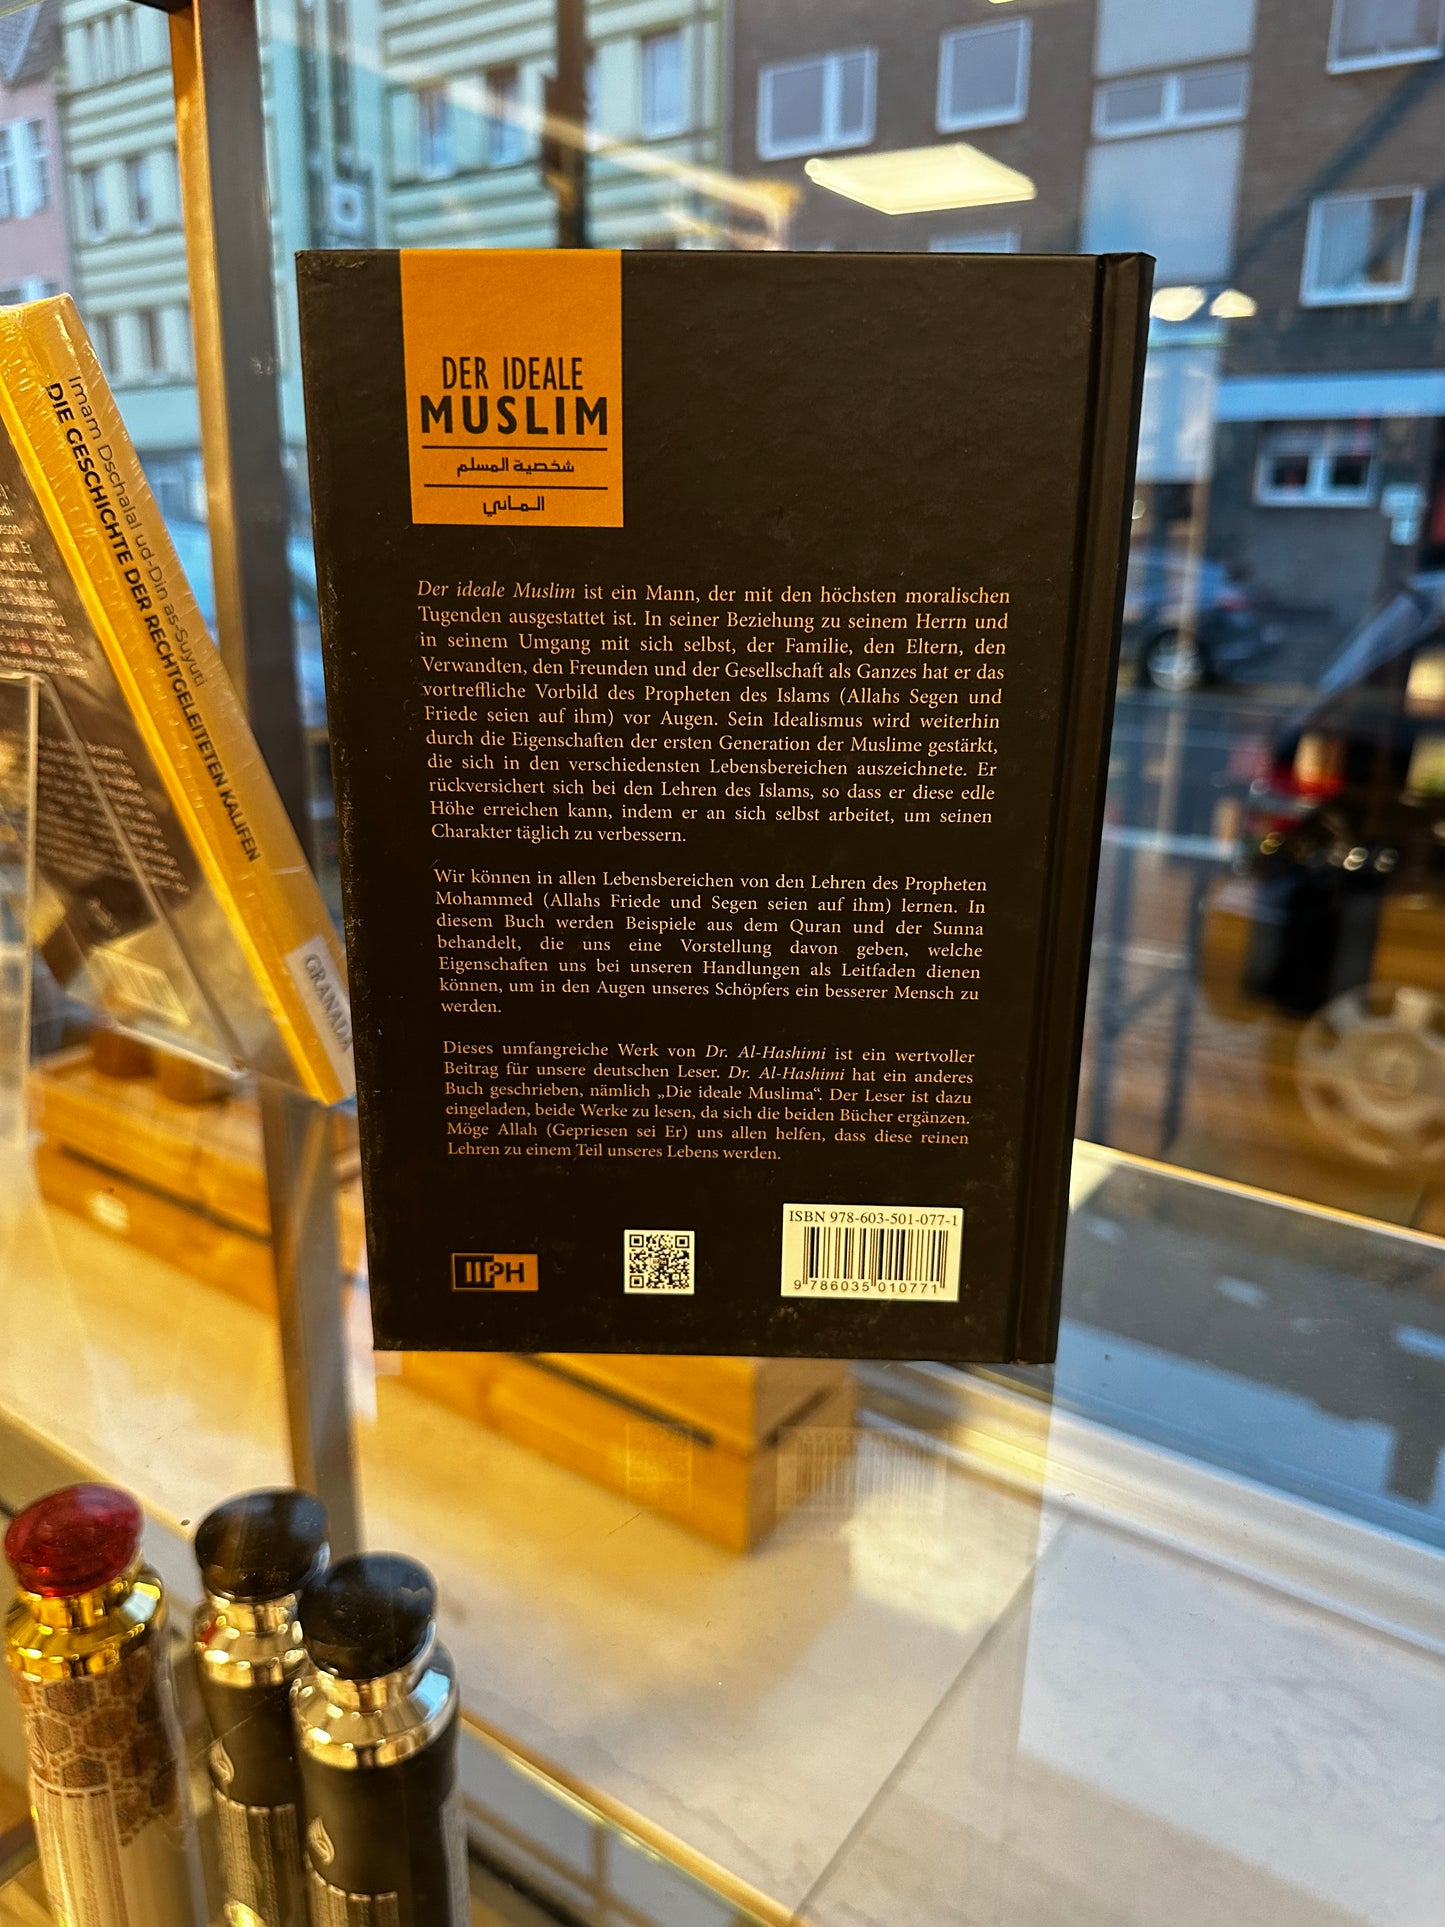 DER IDEALE
MUSLIM
شخصية المسلم
المـاني
Der ideale Muslim ist ein Mann, der mit den höchsten moralischen
Tugenden ausgestattet ist. In seiner Beziehung zu seinem Herrn und
in seinem Umgang mit sich selbst, der Familie, den Eltern, den
Verwandten, den Freunden und der Gesellschaft als Ganzes hat er das
vortreffliche Vorbild des Propheten des Islams (Allahs Segen und
Friede seien auf ihm) vor Augen. Sein Idealismus wird weiterhin
durch die Eigenschaften der ersten Generation der Muslime gestärkt,
die sich in den verschiedensten Lebensbereichen auszeichnete. Er
rückversichert sich bei den Lehren des Islams, so dass er diese edle
Höhe erreichen kann, indem er an sich selbst arbeitet, um seinen
Charakter täglich zu verbessern.
Wir können in allen Lebensbereichen von den Lehren des Propheten
Mohammed (Allahs Friede und Segen seien auf ihm) lernen. In
diesem Buch werden Beispiele aus dem Quran und der Sunna
behandelt, die uns eine Vorstellung davon geben, welche
Eigenschaften uns bei unseren Handlungen als Leitfaden dienen
können, um in den Augen unseres Schöpfers ein besserer Mensch zu
werden.
Dieses umfangreiche Werk von Dr. Al-Hashimi ist ein wertvoller
Beitrag für unsere deutschen Leser. Dr. Al-Hashimi hat ein anderes
Buch geschrieben, nämlich „Die ideale Muslima“. Der Leser ist dazu
eingeladen, beide Werke zu lesen, da sich die beiden Bücher ergänzen.
Möge Allah (Gepriesen sei Er) uns allen helfen, dass diese reinen
Lehren zu einem Teil unseres Lebens werden.
IIPH
ISBN 978-603-501-077-1
9 786035 010771
Imam Dschalal ud-Din as-Suyuti
DIE GESCHICHTE DER RECHTGELEITETEN KALIFEN
GRANADA